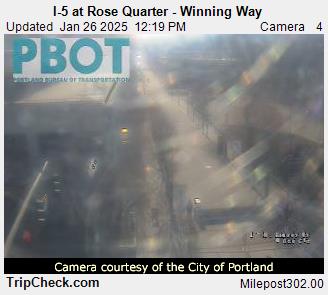 I-5 at Rose Quarter - Winning Way
Updated Jan 26 2025 12:19 PM Camera 4
PBOT
PORTLAND BUREAU OF TRANSPORTATION
Camera courtesy of the City of Portland
TripCheck.com Milepost302.00